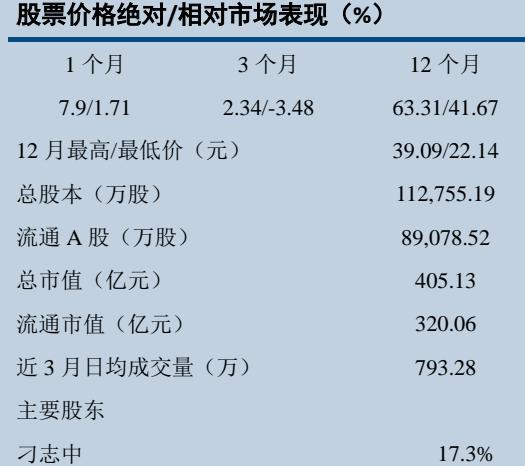 股票价格绝对/相对市场表现（%）
1 个月 3 个月 12 个月
7.9/1.71 2.34/-3.48 63.31/41.67
12 月最高/最低价（元） 39.09/22.14
总股本（万股） 112,755.19
流通 A 股（万股） 89,078.52
总市值（亿元） 405.13
流通市值（亿元） 320.06
近 3 月日均成交量（万） 793.28
主要股东
刁志中 17.3%